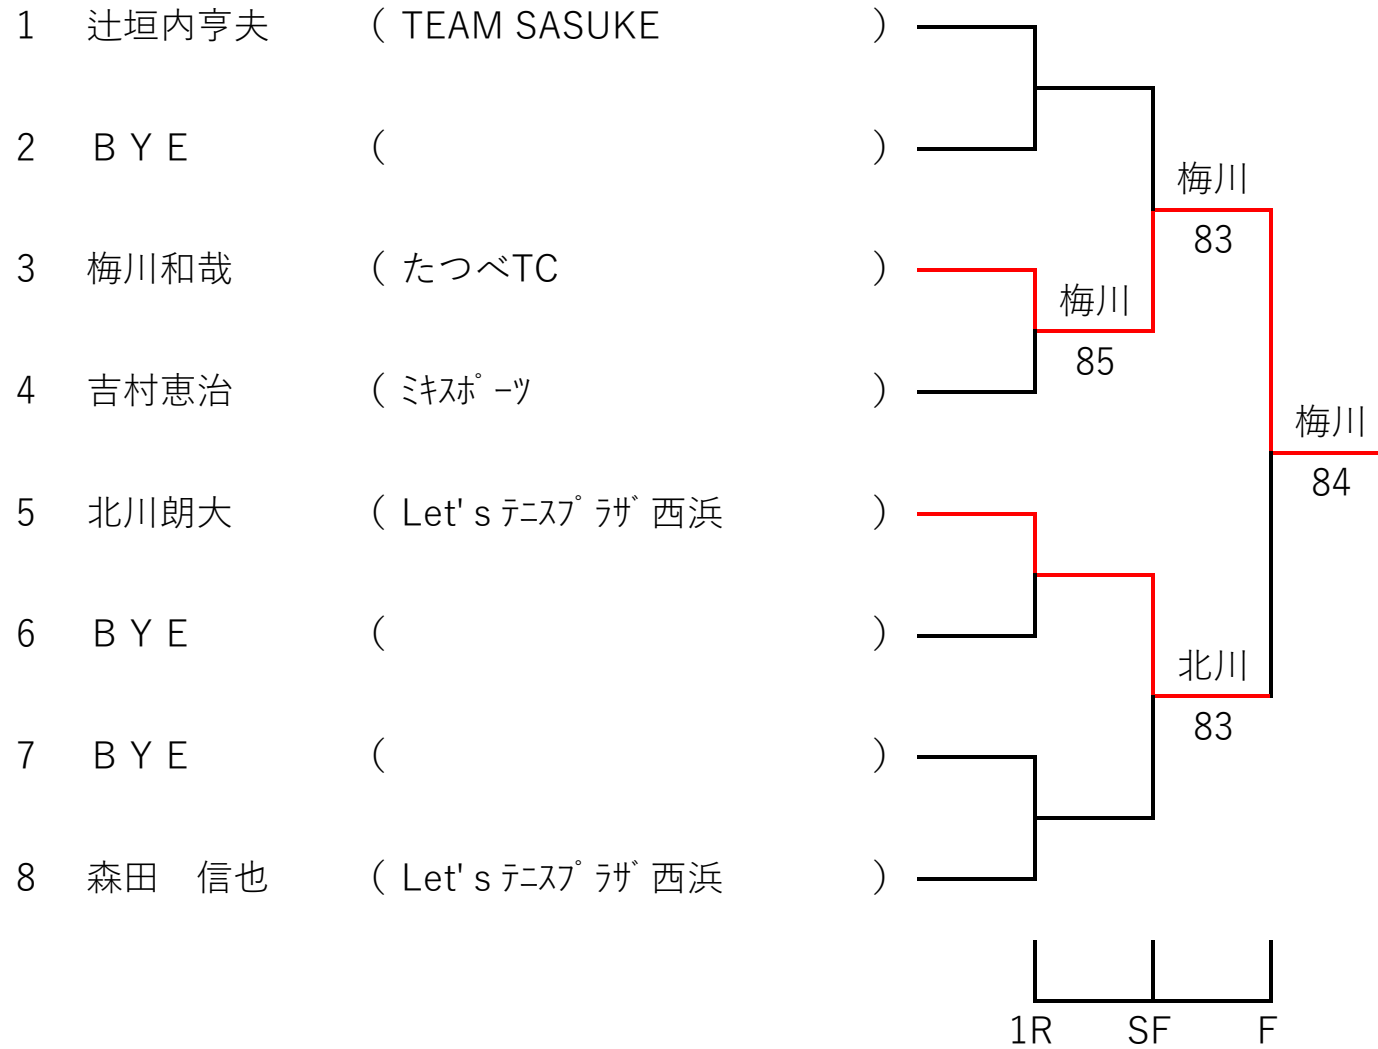 1 辻垣内亨夫 ( TEAM SASUKE )
2 ＢＹＥ ( )
梅川
83
3 梅川和哉 ( たつべTC )
梅川
85
4 吉村恵治 ( ﾐｷｽﾎﾟｰﾂ )
梅川
84
5 北川朗大 ( Let's ﾃﾆｽﾌﾟﾗｻﾞ西浜 )
6 ＢＹＥ ( )
北川
83
7 ＢＹＥ ( )
8 森田　信也 ( Let's ﾃﾆｽﾌﾟﾗｻﾞ西浜 )
1R SF F